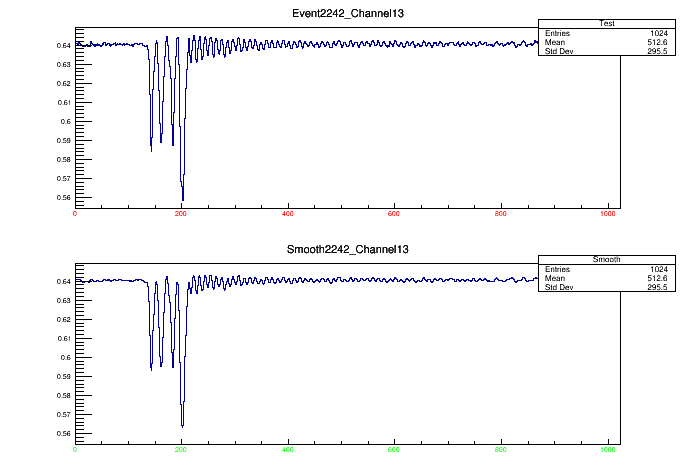 Event2242_Channel13
Test
Entries 1024
Mean 512.6
Std Dev 295.5
0.64
0.63
0.62
0.61
0.6
0.59
0.58
0.57
0.56
0 200 400 600 800 1000
Smooth2242_Channel13
Smooth
Entries 1024
Mean 512.6
Std Dev 295.5
0.64
0.63
0.62
0.61
0.6
0.59
0.58
0.57
0.56
0 200 400 600 800 1000